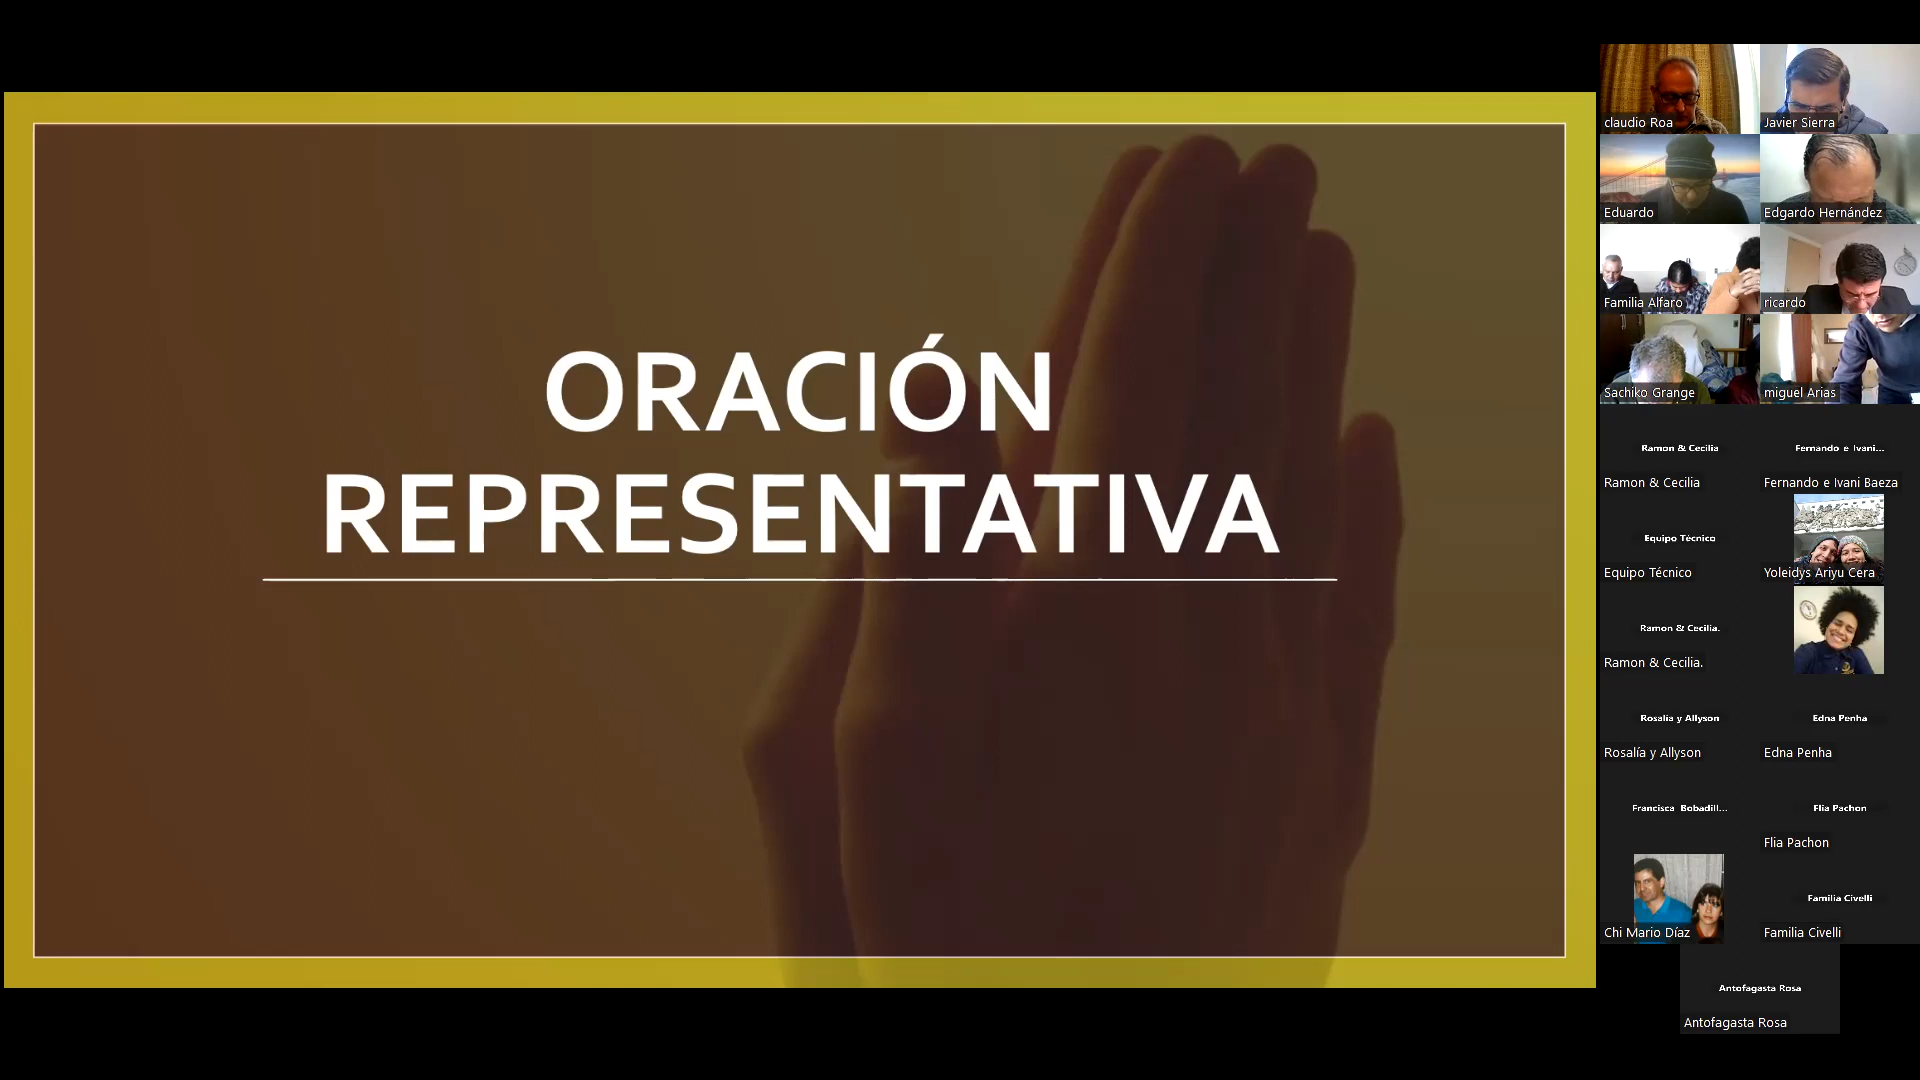 ORACIÓN
REPRESENTATIVA
claudio Roa
Javier Sierra
Eduardo
Edgardo Hernández
Familia Alfaro
ricardo
Sachiko Grange
miguel Arias
Ramon & Cecilia
Ramon & Cecilia
Fernando e Ivani...
Fernando e Ivani Baeza
Equipo Técnico
Equipo Técnico
Yoleidys Ariyu Cera
Ramon & Cecilia.
Ramon & Cecilia.
Rosalía y Allyson
Rosalía y Allyson
Edna Penha
Edna Penha
Francisca Bobadill...
Flia Pachon
Flia Pachon
Chi Mario Díaz
Familia Civelli
Familia Civelli
Antofagasta Rosa
Antofagasta Rosa